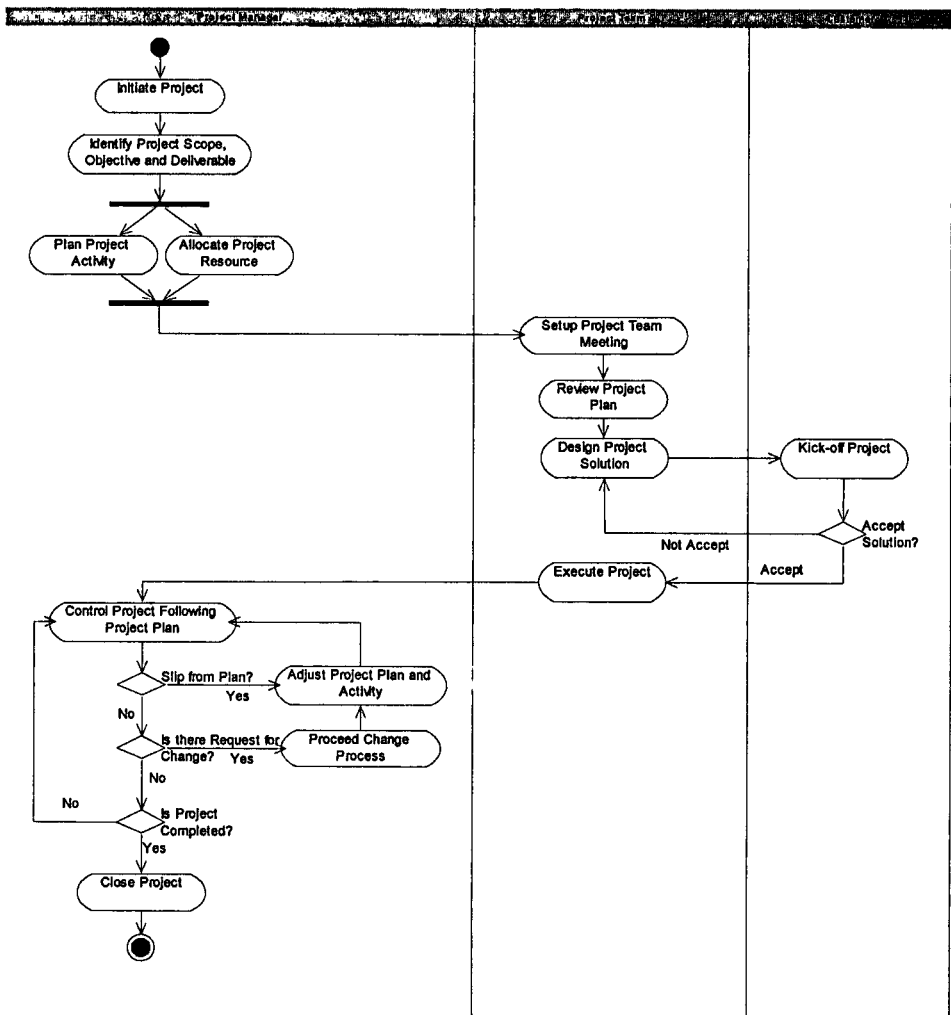 Project Manager
Project Team
Initiate Project
Identify Project Scope,
Objective and Deliverable
Plan Project
Activity
Allocate Project
Resource
Setup Project Team
Meeting
Review Project
Plan
Design Project
Solution
Kick-off Project
Accept
Solution?
Not Accept
Accept
Execute Project
Control Project Following
Project Plan
Slip from Plan?
Yes
Adjust Project Plan and
Activity
No
Is there Request for
Change?
Yes
Proceed Change
Process
No
No
Is Project
Completed?
Yes
Close Project